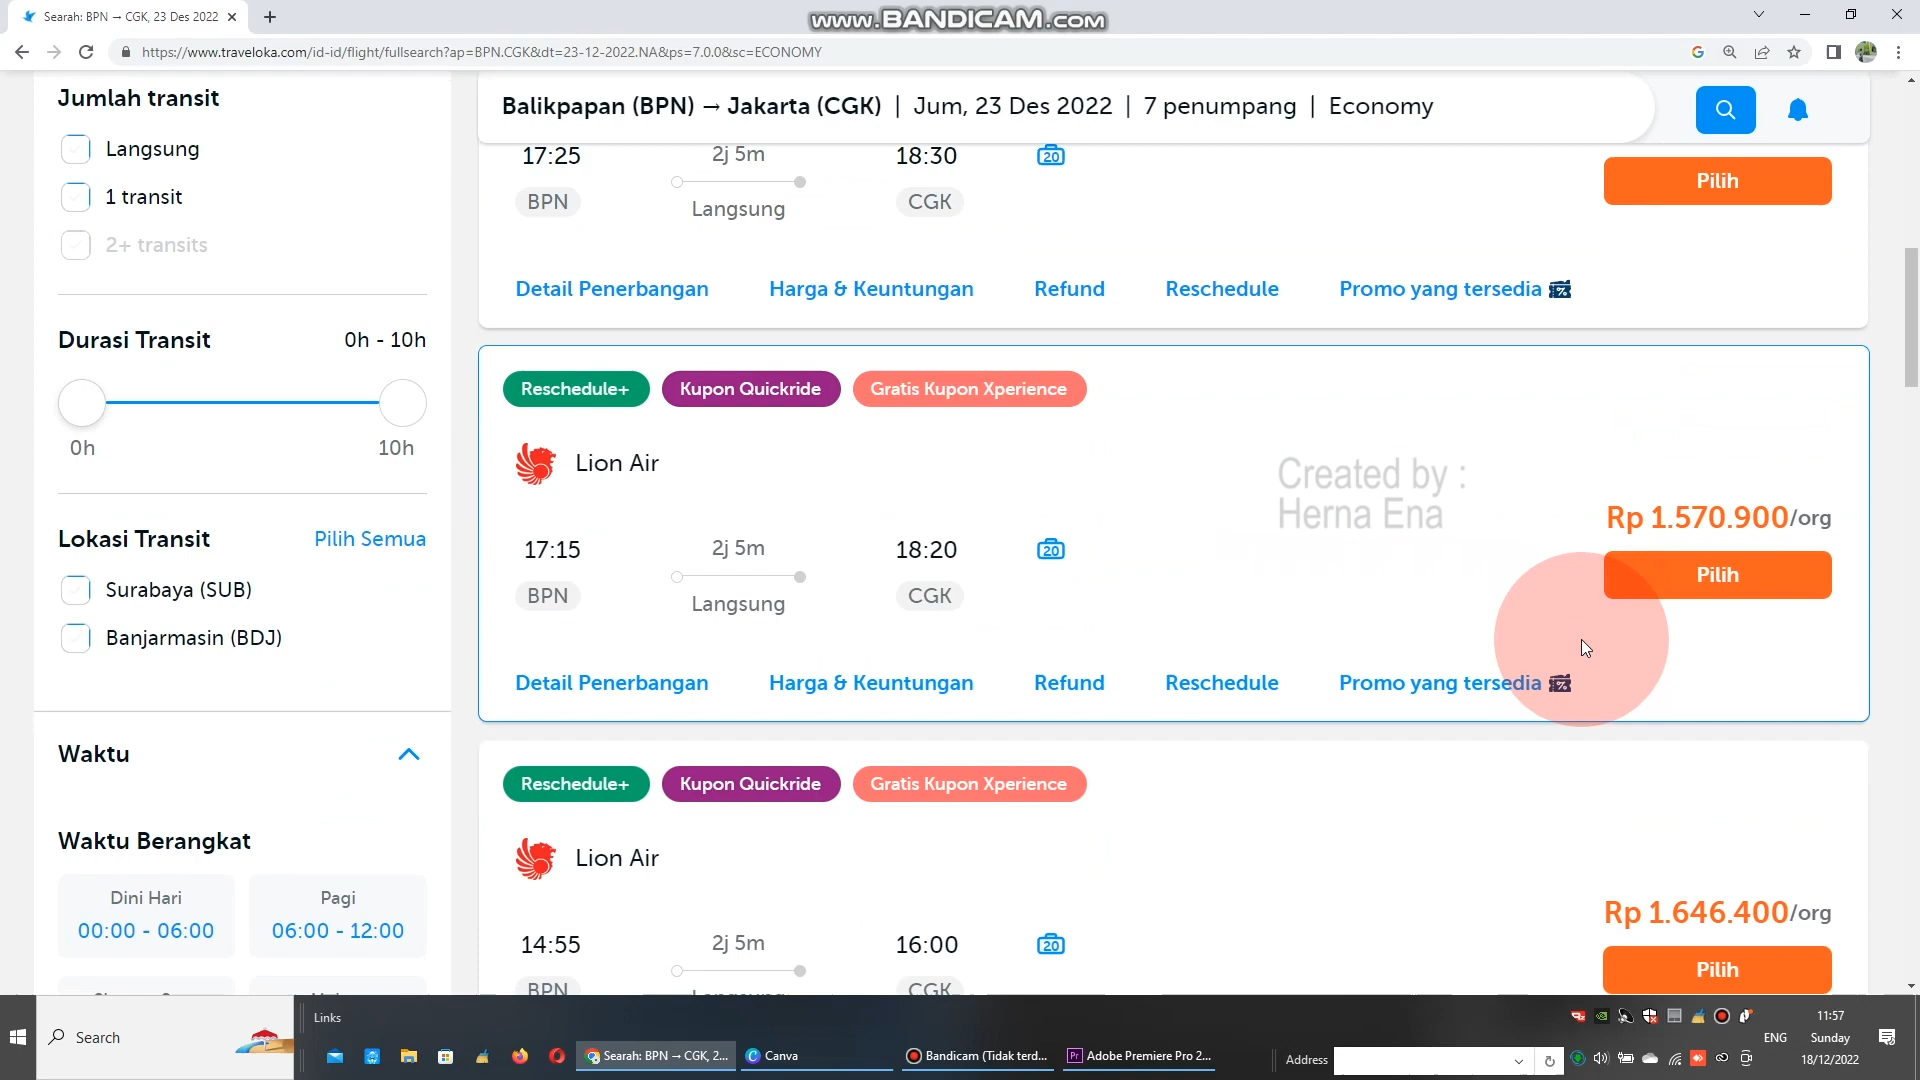 Searah: BPN → CGK, 23 Des 2022
www.BANDICAM.com
https://www.traveloka.com/id-id/flight/fullsearch?ap=BPN.CGK&dt=23-12-2022.NA&ps=7.0.0&sc=ECONOMY
Balikpapan (BPN) → Jakarta (CGK) | Jum, 23 Des 2022 | 7 penumpang | Economy
Jumlah transit
Langsung
1 transit
2+ transits
Durasi Transit 0h - 10h
0h 10h
Lokasi Transit Pilih Semua
Surabaya (SUB)
Banjarmasin (BDJ)
Waktu
Waktu Berangkat
Dini Hari Pagi
00:00 - 06:00 06:00 - 12:00
17:25 2j 5m 18:30 20
Pilih
BPN Langsung CGK
Detail Penerbangan Harga & Keuntungan Refund Reschedule Promo yang tersedia
Reschedule+ Kupon Quickride Gratis Kupon Xperience
Lion Air
Created by :
Herna Ena
Rp 1.570.900/org
17:15 2j 5m 18:20 20
Pilih
BPN Langsung CGK
Detail Penerbangan Harga & Keuntungan Refund Reschedule Promo yang tersedia
Reschedule+ Kupon Quickride Gratis Kupon Xperience
Lion Air
Rp 1.646.400/org
14:55 2j 5m 16:00 20
Pilih
BPN Langsung CGK
Search
Links
Searah: BPN → CGK, 2...
Canva
Bandicam (Tidak terd...
Adobe Premiere Pro 2...
Address
ENG
11:57
Sunday
18/12/2022